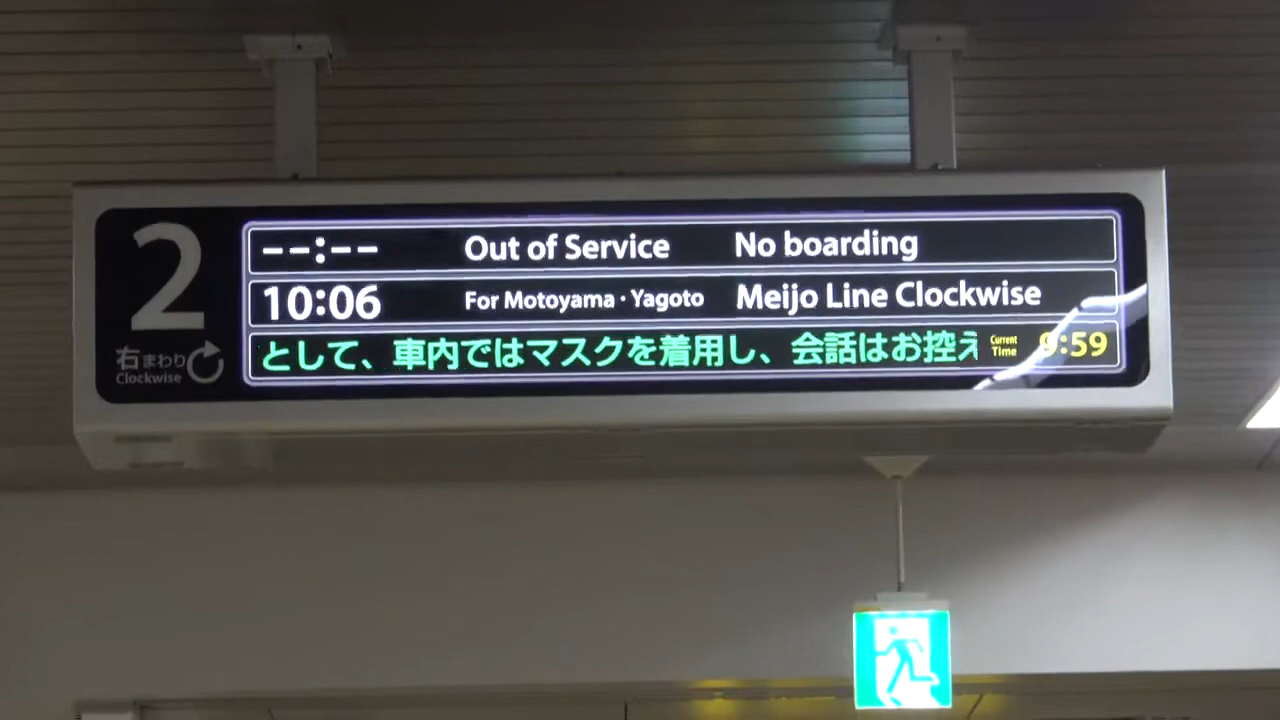 2
右まわり
Clockwise
--:-- Out of Service No boarding
10:06 For Motoyama・Yagoto Meijo Line Clockwise
として、車内ではマスクを着用し、会話はお控え
Current Time 9:59